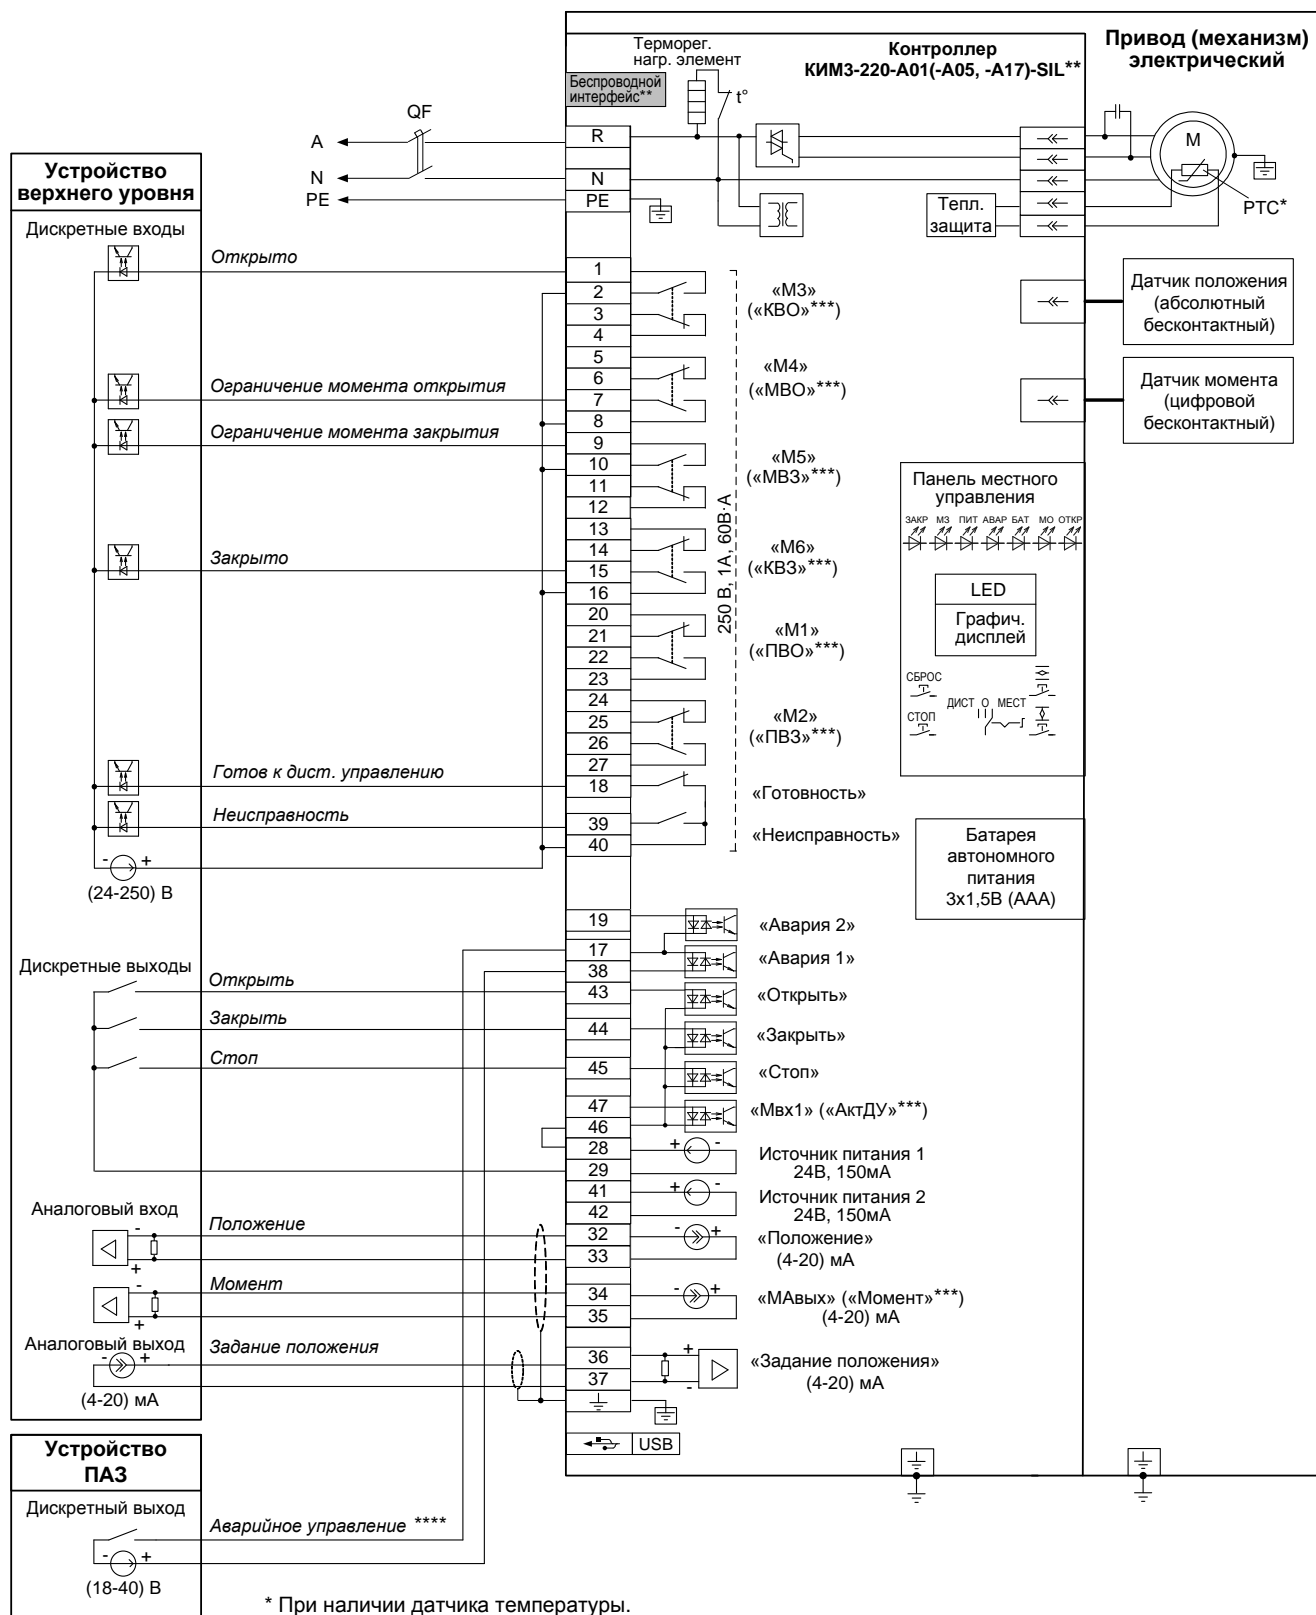 Привод (механизм)
электрический
Контроллер
КИМ3-220-А01(-А05, -А17)-SIL**
Терморег.
нагр. элемент
t°
Беспроводной
интерфейс**
QF
A
N
PE
R
N
PE
M
PTC*
Тепл.
защита
Устройство
верхнего уровня
Дискретные входы
Открыто
Ограничение момента открытия
Ограничение момента закрытия
Закрыто
Готов к дист. управлению
Неисправность
- +
(24-250) В
1
2
3
4
5
6
7
8
9
10
11
12
13
14
15
16
20
21
22
23
24
25
26
27
18
39
40
«М3»
(«КВО»***)
«М4»
(«МВО»***)
«М5»
(«МВЗ»***)
«М6»
(«КВЗ»***)
«М1»
(«ПВО»***)
«М2»
(«ПВЗ»***)
«Готовность»
«Неисправность»
250 В, 1А, 60В·А
Датчик положения
(абсолютный
бесконтактный)
Датчик момента
(цифровой
бесконтактный)
Панель местного
управления
ЗАКР МЗ ПИТ АВАР БАТ МО ОТКР
LED
Графич.
дисплей
СБРОС
СТОП
ДИСТ О МЕСТ
Батарея
автономного
питания
3х1,5В (ААА)
Дискретные выходы
Открыть
Закрыть
Стоп
19
17
38
43
44
45
47
46
28
29
41
42
32
33
34
35
36
37
«Авария 2»
«Авария 1»
«Открыть»
«Закрыть»
«Стоп»
«Мвх1» («АктДУ»***)
+ -
Источник питания 1
24В, 150мА
+ -
Источник питания 2
24В, 150мА
- +
«Положение»
(4-20) мА
- +
«МАвых» («Момент»***)
(4-20) мА
+
-
«Задание положения»
(4-20) мА
Аналоговый вход
-
+
Положение
-
+
Момент
Аналоговый выход
- +
Задание положения
(4-20) мА
USB
Устройство
ПАЗ
Дискретный выход
Аварийное управление ****
- +
(18-40) В
* При наличии датчика температуры.